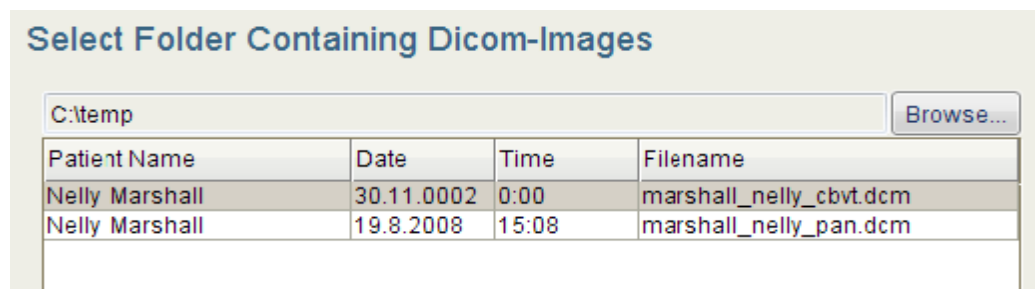 Select Folder Containing Dicom-Images
C:\temp Browse...
Patient Name Date Time Filename
Nelly Marshall 30.11.0002 0:00 marshall_nelly_cbvt.dcm
Nelly Marshall 19.8.2008 15:08 marshall_nelly_pan.dcm